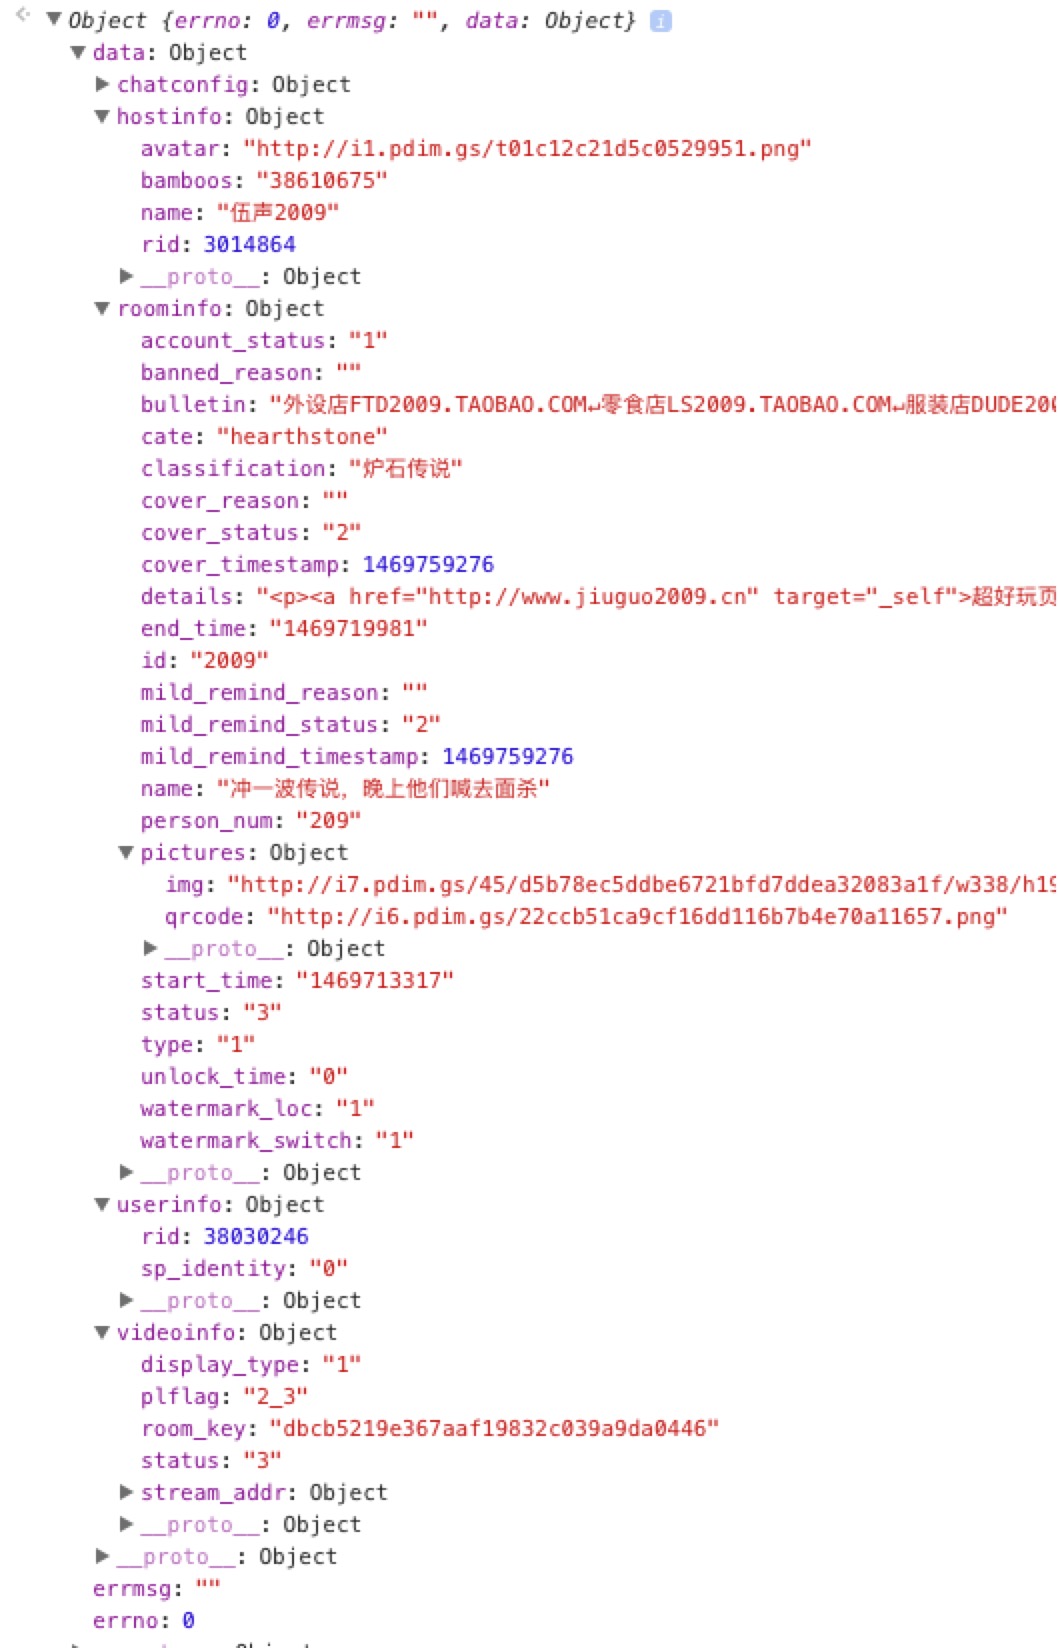 Object {errno: 0, errmsg: "", data: Object}
data: Object
chatconfig: Object
hostinfo: Object
avatar: "http://i1.pdim.gs/t01c12c21d5c0529951.png"
bamboos: "38610675"
name: "伍声2009"
rid: 3014864
__proto__: Object
roominfo: Object
account_status: "1"
banned_reason: ""
bulletin: "外设店FTD2009.TAOBAO.COM↵零食店LS2009.TAOBAO.COM↵服装店DUDE200
cate: "hearthstone"
classification: "炉石传说"
cover_reason: ""
cover_status: "2"
cover_timestamp: 1469759276
details: "<p><a href="http://www.jiuguo2009.cn" target="_self">超好玩页
end_time: "1469719981"
id: "2009"
mild_remind_reason: ""
mild_remind_status: "2"
mild_remind_timestamp: 1469759276
name: "冲一波传说，晚上他们喊去面杀"
person_num: "209"
pictures: Object
img: "http://i7.pdim.gs/45/d5b78ec5ddbe6721bfd7ddea32083a1f/w338/h19
qrcode: "http://i6.pdim.gs/22ccb51ca9cf16dd116b7b4e70a11657.png"
__proto__: Object
start_time: "1469713317"
status: "3"
type: "1"
unlock_time: "0"
watermark_loc: "1"
watermark_switch: "1"
__proto__: Object
userinfo: Object
rid: 38030246
sp_identity: "0"
__proto__: Object
videoinfo: Object
display_type: "1"
plflag: "2_3"
room_key: "dbcb5219e367aaf19832c039a9da0446"
status: "3"
stream_addr: Object
__proto__: Object
__proto__: Object
errmsg: ""
errno: 0